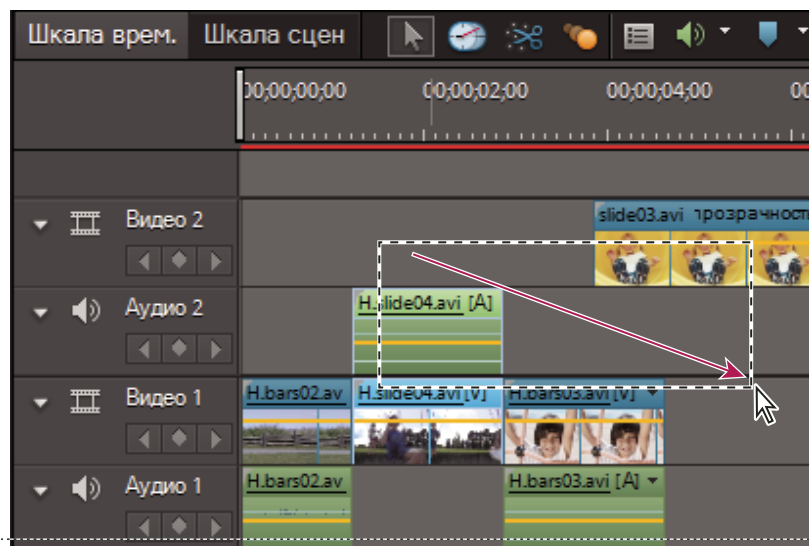 Шкала врем. Шкала сцен
00;00;00;00 00;00;02;00 00;00;04;00 00
Видео 2
slide03.avi прозрачность
Аудио 2
H.slide04.avi [A]
Видео 1
H.bars02.av H.slide04.avi [V] H.bars03.avi [V]
Аудио 1
H.bars02.av H.bars03.avi [A]